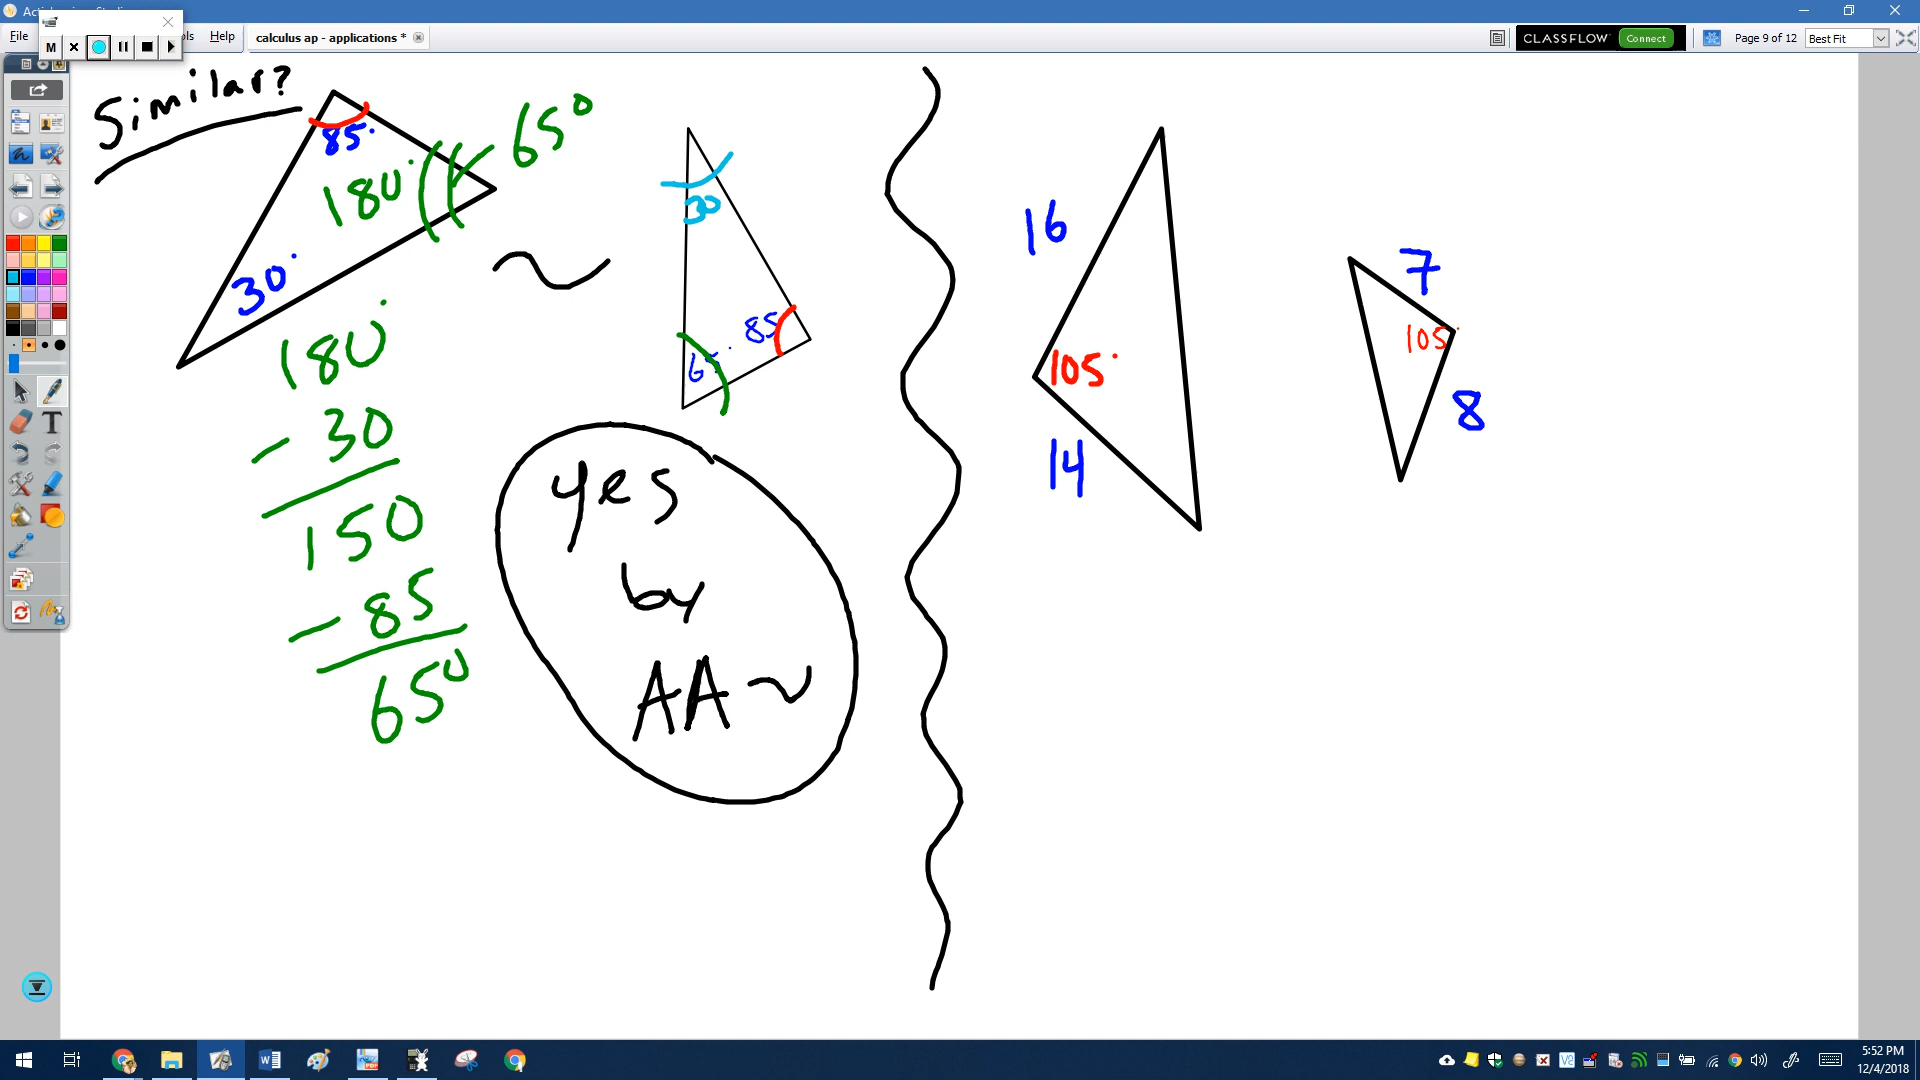 File
Help
calculus ap - applications *
CLASSFLOW
Connect
Page 9 of 12
Best Fit
M
Similar?
85°
180°
65°
30°
30
85
65°
180°
- 30
150
- 85
65°
yes
by
AA ~
16
105°
14
7
105°
8
5:52 PM
12/4/2018